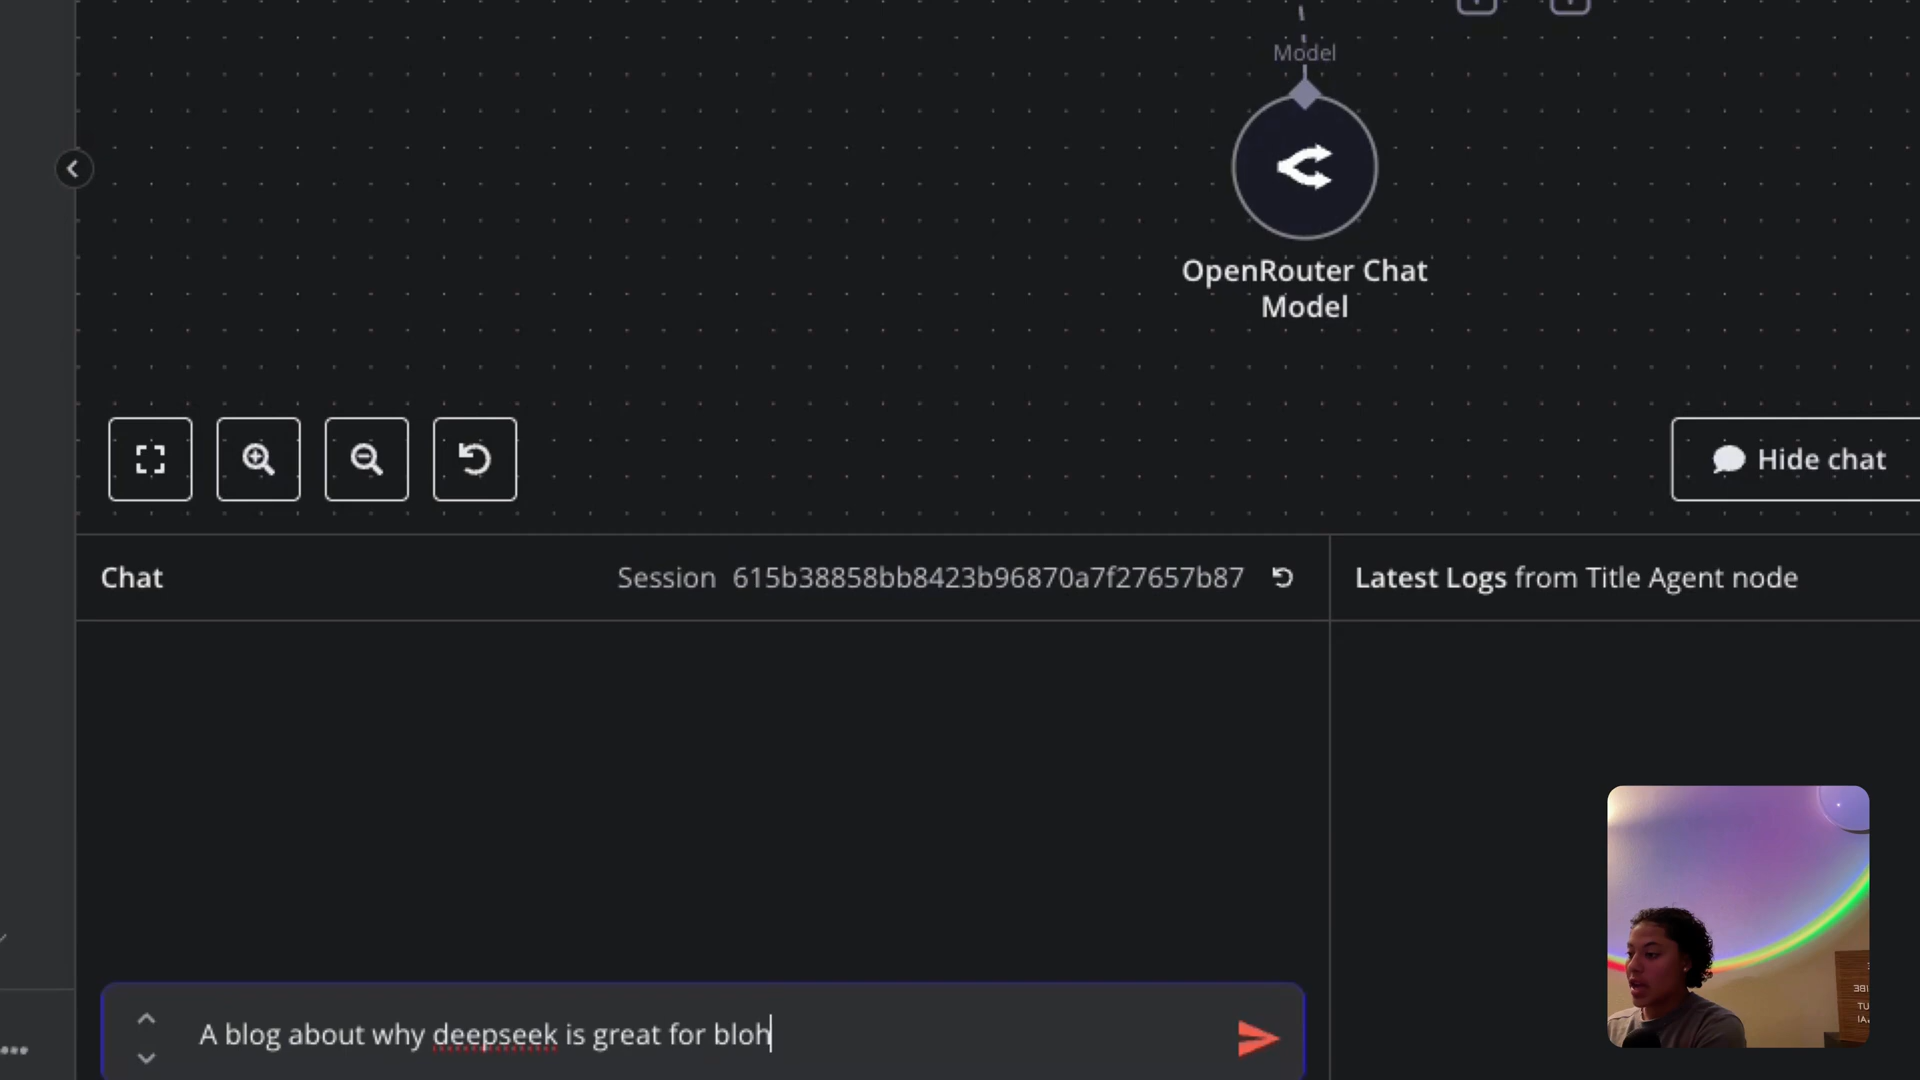 Model
OpenRouter Chat
Model
Hide chat
Chat
Session 615b38858bb8423b96870a7f27657b87
Latest Logs from Title Agent node
A blog about why deepseek is great for bloh